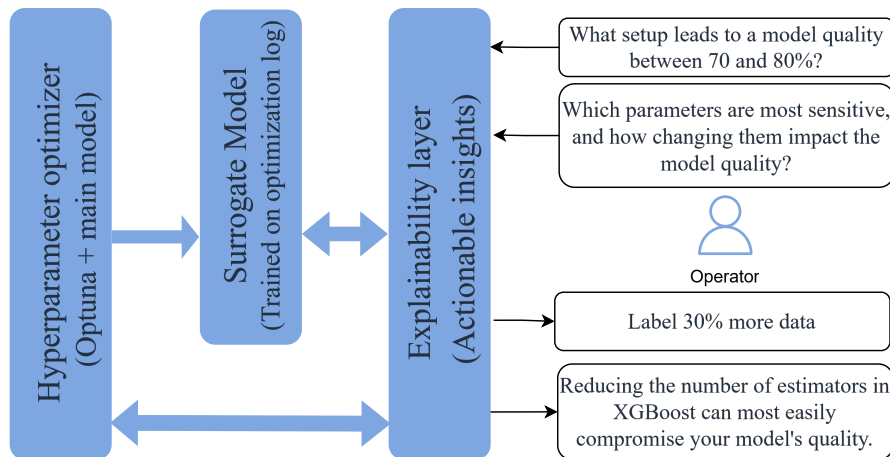 Hyperparameter optimizer
(Optuna + main model)
Surrogate Model
(Trained on optimization log)
Explainability layer
(Actionable insights)
What setup leads to a model quality
between 70 and 80%?
Which parameters are most sensitive,
and how changing them impact the
model quality?
Operator
Label 30% more data
Reducing the number of estimators in
XGBoost can most easily
compromise your model's quality.